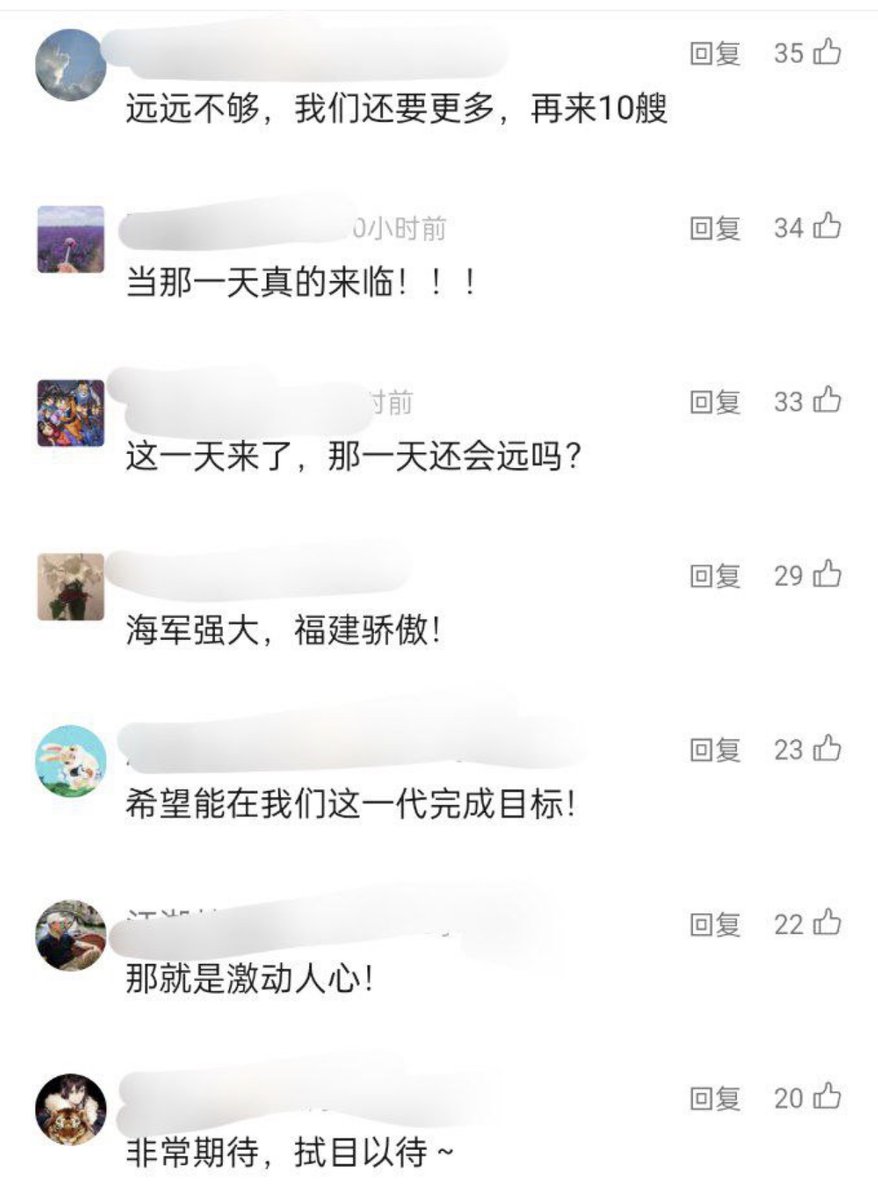 回复 35
远远不够，我们还要更多，再来10艘
0小时前 回复 34
当那一天真的来临！！！
时前 回复 33
这一天来了，那一天还会远吗？
回复 29
海军强大，福建骄傲！
回复 23
希望能在我们这一代完成目标！
回复 22
那就是激动人心！
回复 20
非常期待，拭目以待~